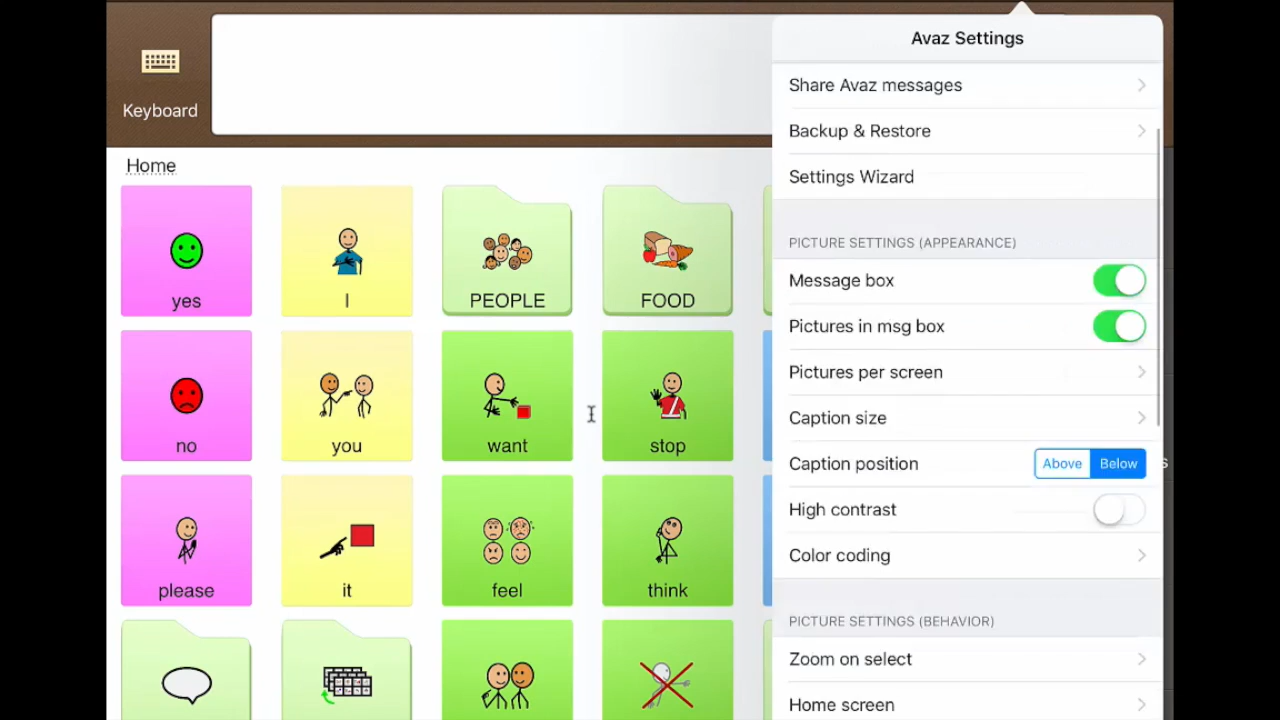 Keyboard
Home
yes
I
PEOPLE
FOOD
no
you
want
stop
please
it
feel
think
Avaz Settings
Share Avaz messages
Backup & Restore
Settings Wizard
PICTURE SETTINGS (APPEARANCE)
Message box
Pictures in msg box
Pictures per screen
Caption size
Caption position Above Below
High contrast
Color coding
PICTURE SETTINGS (BEHAVIOR)
Zoom on select
Home screen